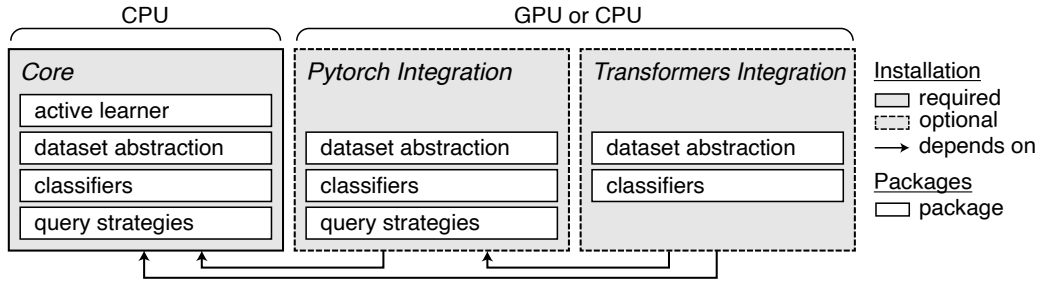 CPU
GPU or CPU
Core
active learner
dataset abstraction
classifiers
query strategies
Pytorch Integration
dataset abstraction
classifiers
query strategies
Transformers Integration
dataset abstraction
classifiers
Installation
required
optional
depends on
Packages
package